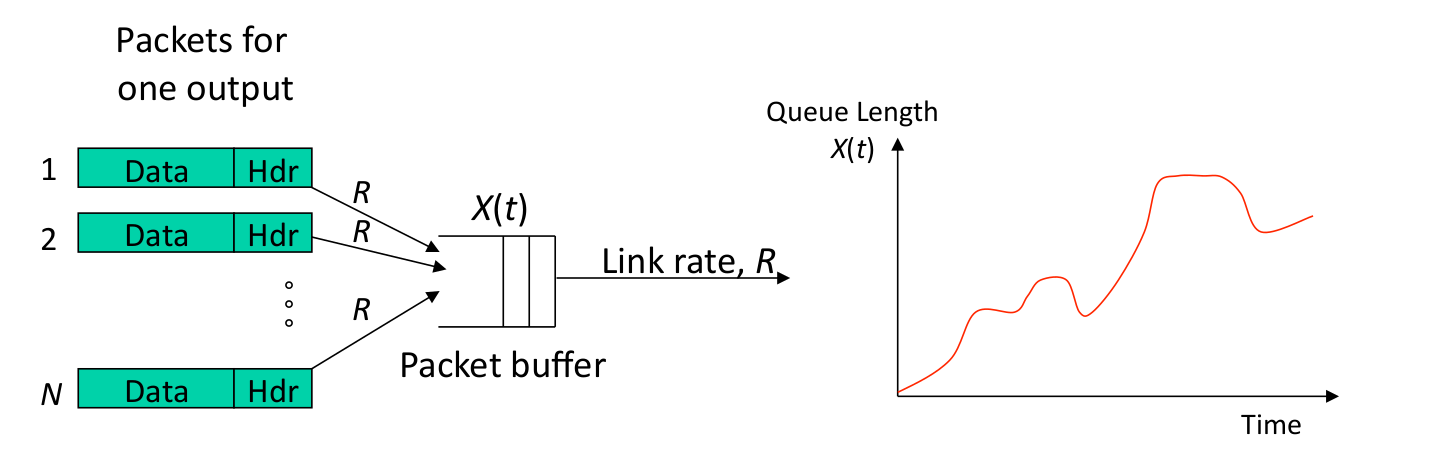 Packets for
one output
1 Data Hdr R
2 Data Hdr R
R
N Data Hdr
X(t)
Link rate, R
Packet buffer
Queue Length
X(t)
Time